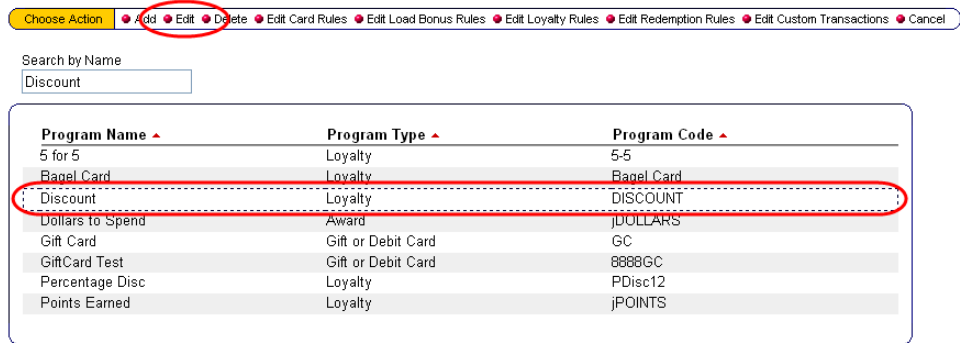 Choose Action Add Edit Delete Edit Card Rules Edit Load Bonus Rules Edit Loyalty Rules Edit Redemption Rules Edit Custom Transactions Cancel
Search by Name
Discount
Program Name Program Type Program Code
5 for 5 Loyalty 5-5
Bagel Card Loyalty Bagel Card
Discount Loyalty DISCOUNT
Dollars to Spend Award jDOLLARS
Gift Card Gift or Debit Card GC
GiftCard Test Gift or Debit Card 8888GC
Percentage Disc Loyalty PDisc12
Points Earned Loyalty jPOINTS